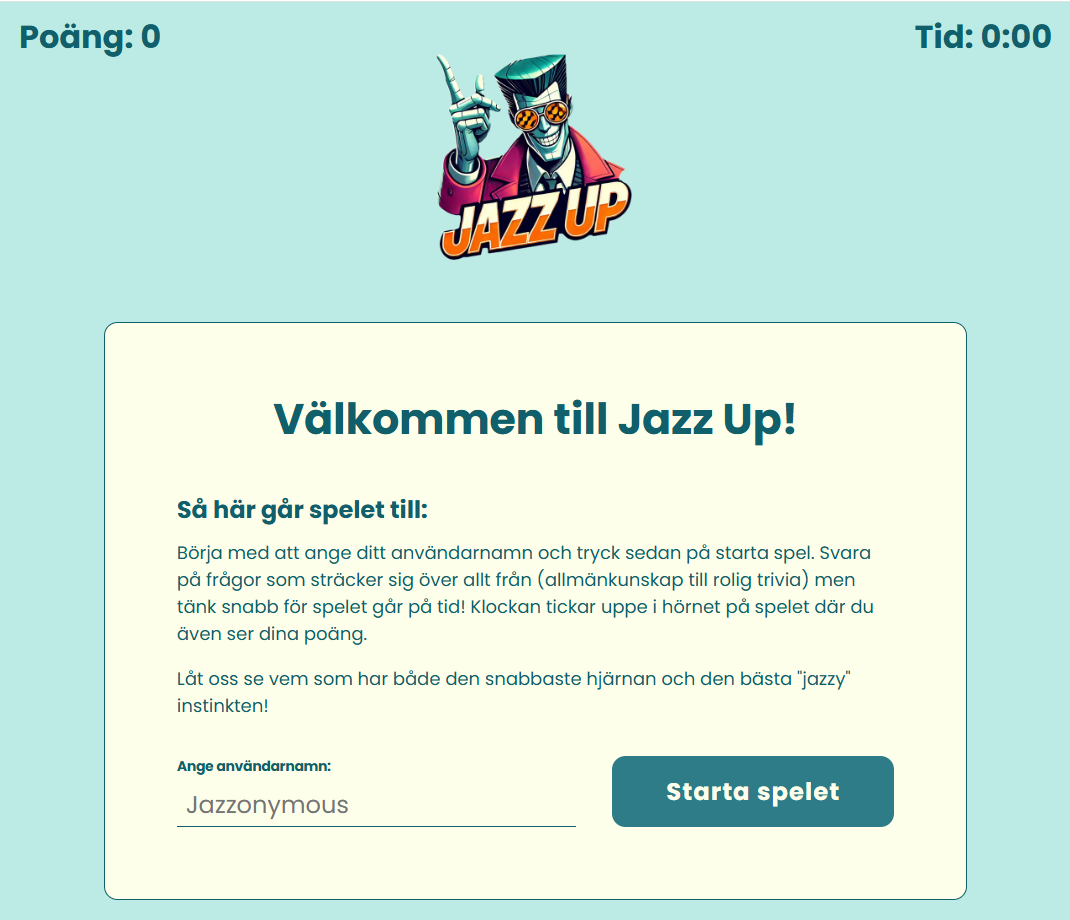 Poäng: 0
Tid: 0:00
JAZZ UP
Välkommen till Jazz Up!
Så här går spelet till:
Börja med att ange ditt användarnamn och tryck sedan på starta spel. Svara
på frågor som sträcker sig över allt från (allmänkunskap till rolig trivia) men
tänk snabb för spelet går på tid! Klockan tickar uppe i hörnet på spelet där du
även ser dina poäng.
Låt oss se vem som har både den snabbaste hjärnan och den bästa "jazzy"
instinkten!
Ange användarnamn:
Jazzonymous
Starta spelet